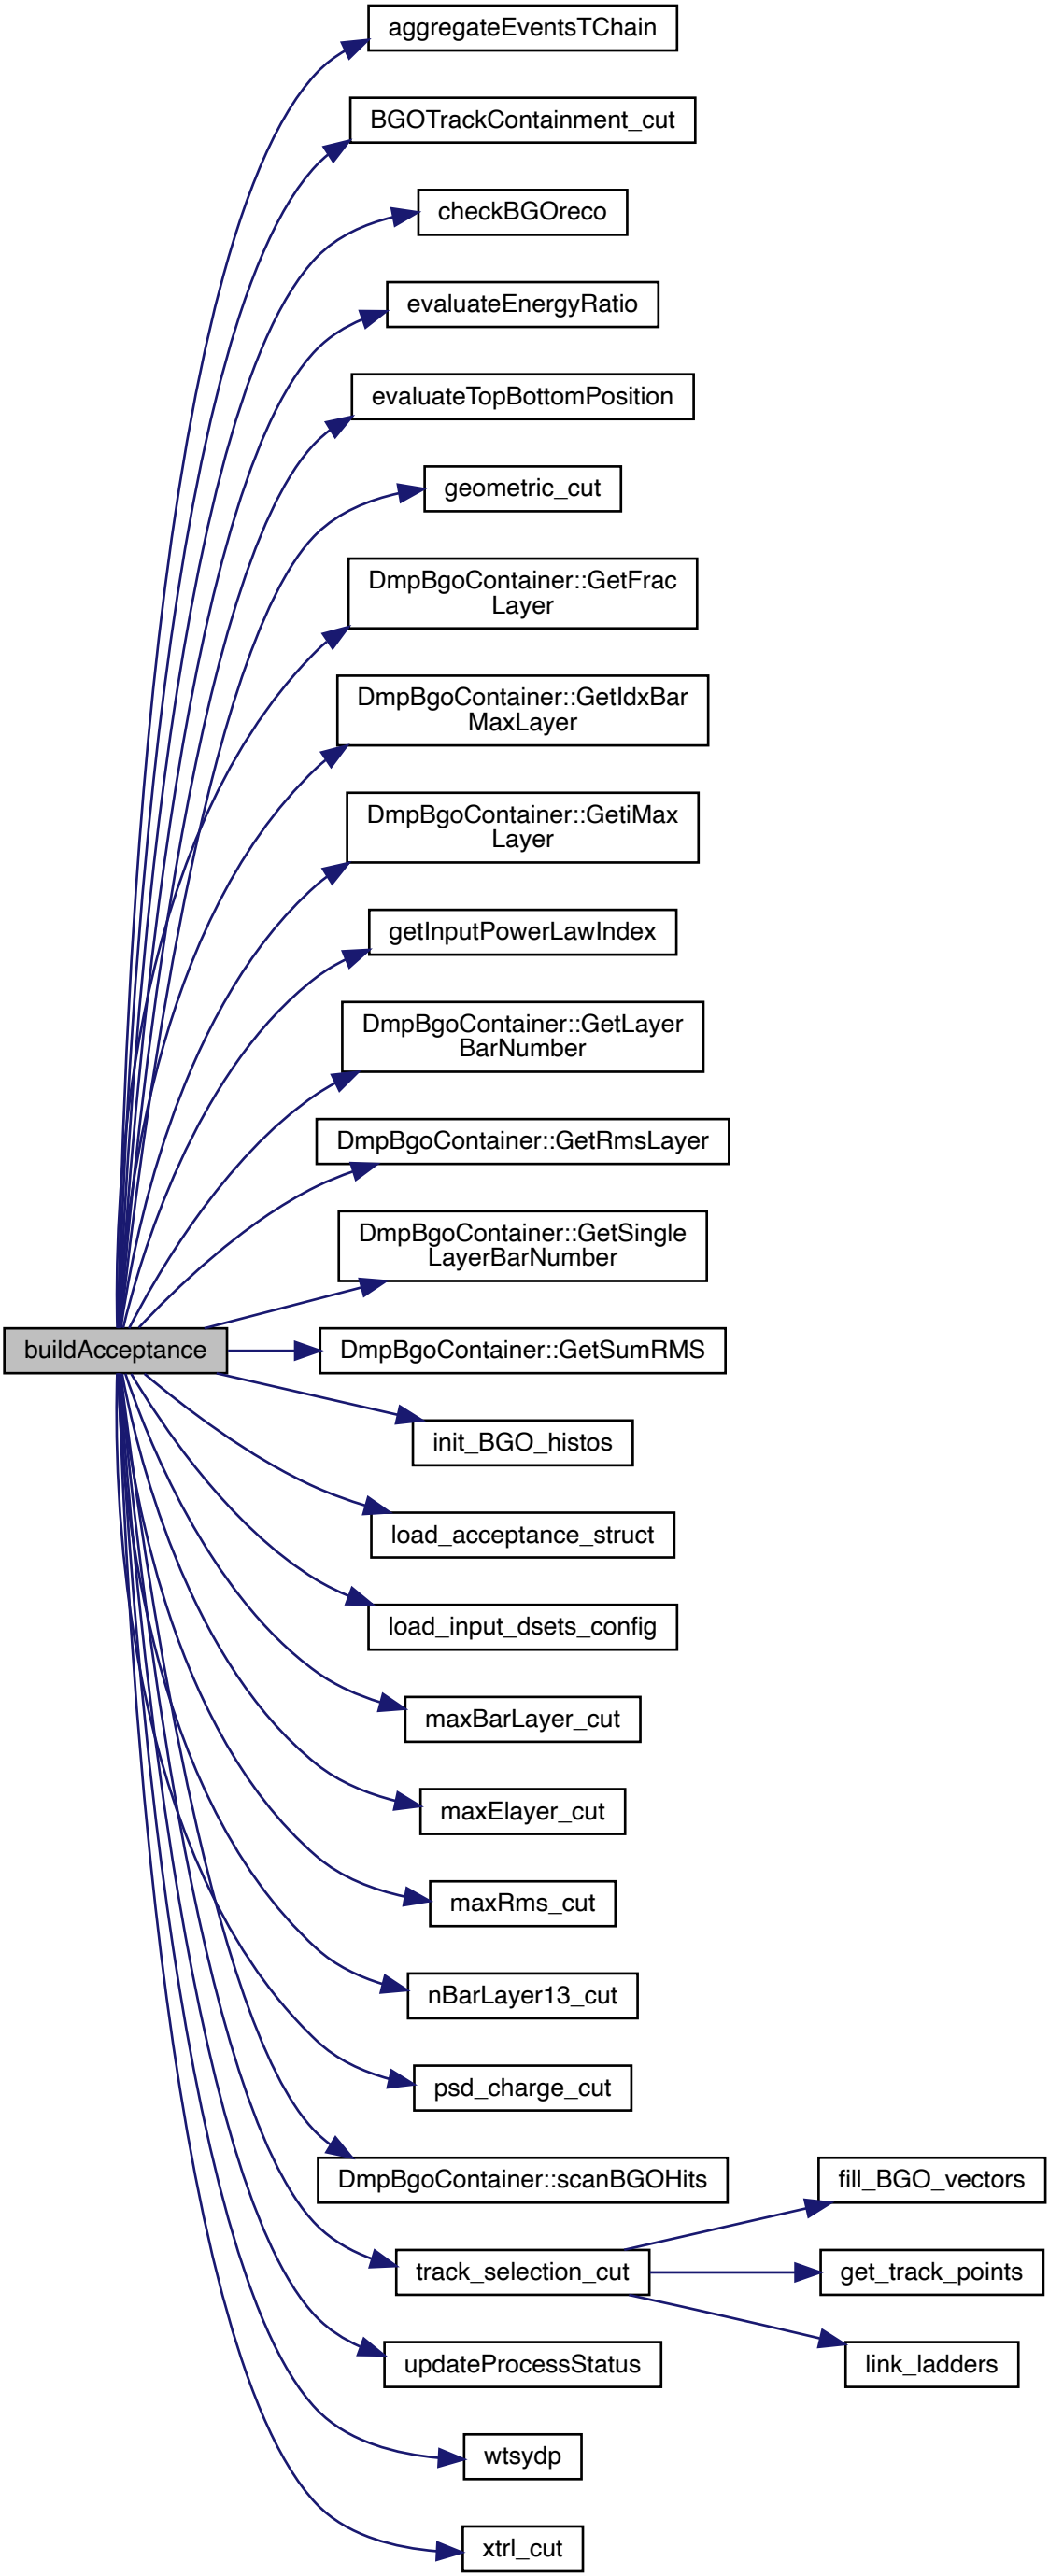 aggregateEventsTChain
BGOTrackContainment_cut
checkBGOreco
evaluateEnergyRatio
evaluateTopBottomPosition
geometric_cut
DmpBgoContainer::GetFrac
Layer
DmpBgoContainer::GetIdxBar
MaxLayer
DmpBgoContainer::GetiMax
Layer
getInputPowerLawIndex
DmpBgoContainer::GetLayer
BarNumber
DmpBgoContainer::GetRmsLayer
DmpBgoContainer::GetSingle
LayerBarNumber
buildAcceptance
DmpBgoContainer::GetSumRMS
init_BGO_histos
load_acceptance_struct
load_input_dsets_config
maxBarLayer_cut
maxElayer_cut
maxRms_cut
nBarLayer13_cut
psd_charge_cut
DmpBgoContainer::scanBGOHits
fill_BGO_vectors
track_selection_cut
get_track_points
updateProcessStatus
link_ladders
wtsydp
xtrl_cut